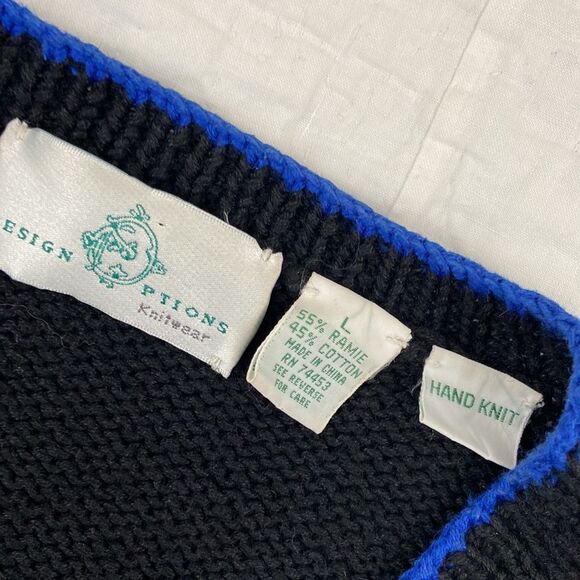 ESIGN
PTIONS
Knitwear
L
55% RAMIE
45% COTTON
MADE IN CHINA
RN 74453
SEE REVERSE
FOR CARE
HAND KNIT